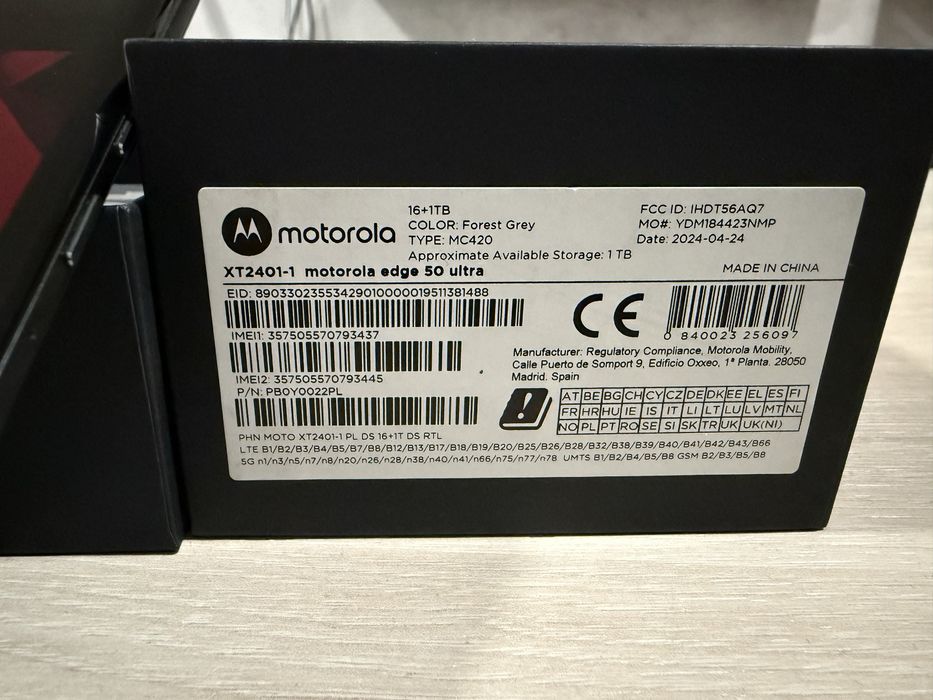 motorola
16+1TB
COLOR: Forest Grey
TYPE: MC420
Approximate Available Storage: 1 TB
FCC ID: IHDT56AQ7
MO#: YDM184423NMP
Date: 2024-04-24
XT2401-1 motorola edge 50 ultra
MADE IN CHINA
EID: 89033023553429010000019511381488
IMEI1: 357505570793437
IMEI2: 357505570793445
P/N: PB0Y0022PL
CE
0 840023 256097
Manufacturer: Regulatory Compliance, Motorola Mobility,
Calle Puerto de Somport 9, Edificio Oxxeo, 1ª Planta. 28050
Madrid. Spain
AT BE BG CH CY CZ DE DK EE EL ES FI
FR HR HU IE IS IT LI LT LU LV MT NL
NO PL PT RO SE SI SK TR UK UK(NI)
PHN MOTO XT2401-1 PL DS 16+1T DS RTL
LTE B1/B2/B3/B4/B5/B7/B8/B12/B13/B17/B18/B19/B20/B25/B26/B28/B32/B38/B39/B40/B41/B42/B43/B66
5G n1/n3/n5/n7/n8/n20/n26/n28/n38/n40/n41/n66/n75/n77/n78 UMTS B1/B2/B4/B5/B8 GSM B2/B3/B5/B8